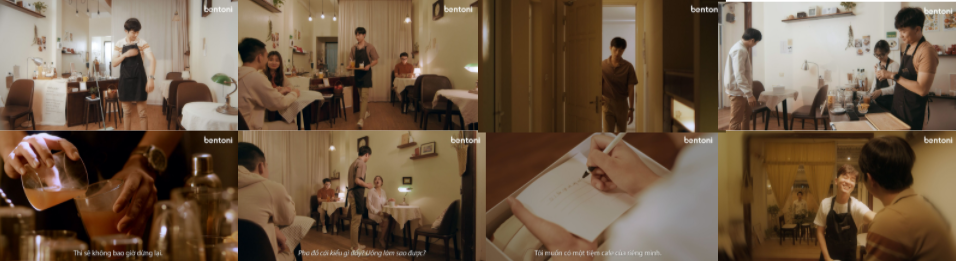 bentoni
bentoni
bentoni
bentoni
bentoni
Thì sẽ không bao giờ dừng lại.
bentoni
Pha đồ cái kiểu gì đấy? Uống làm sao được?
bentoni
Tôi muốn có một tiệm cafe của riêng mình.
bentoni